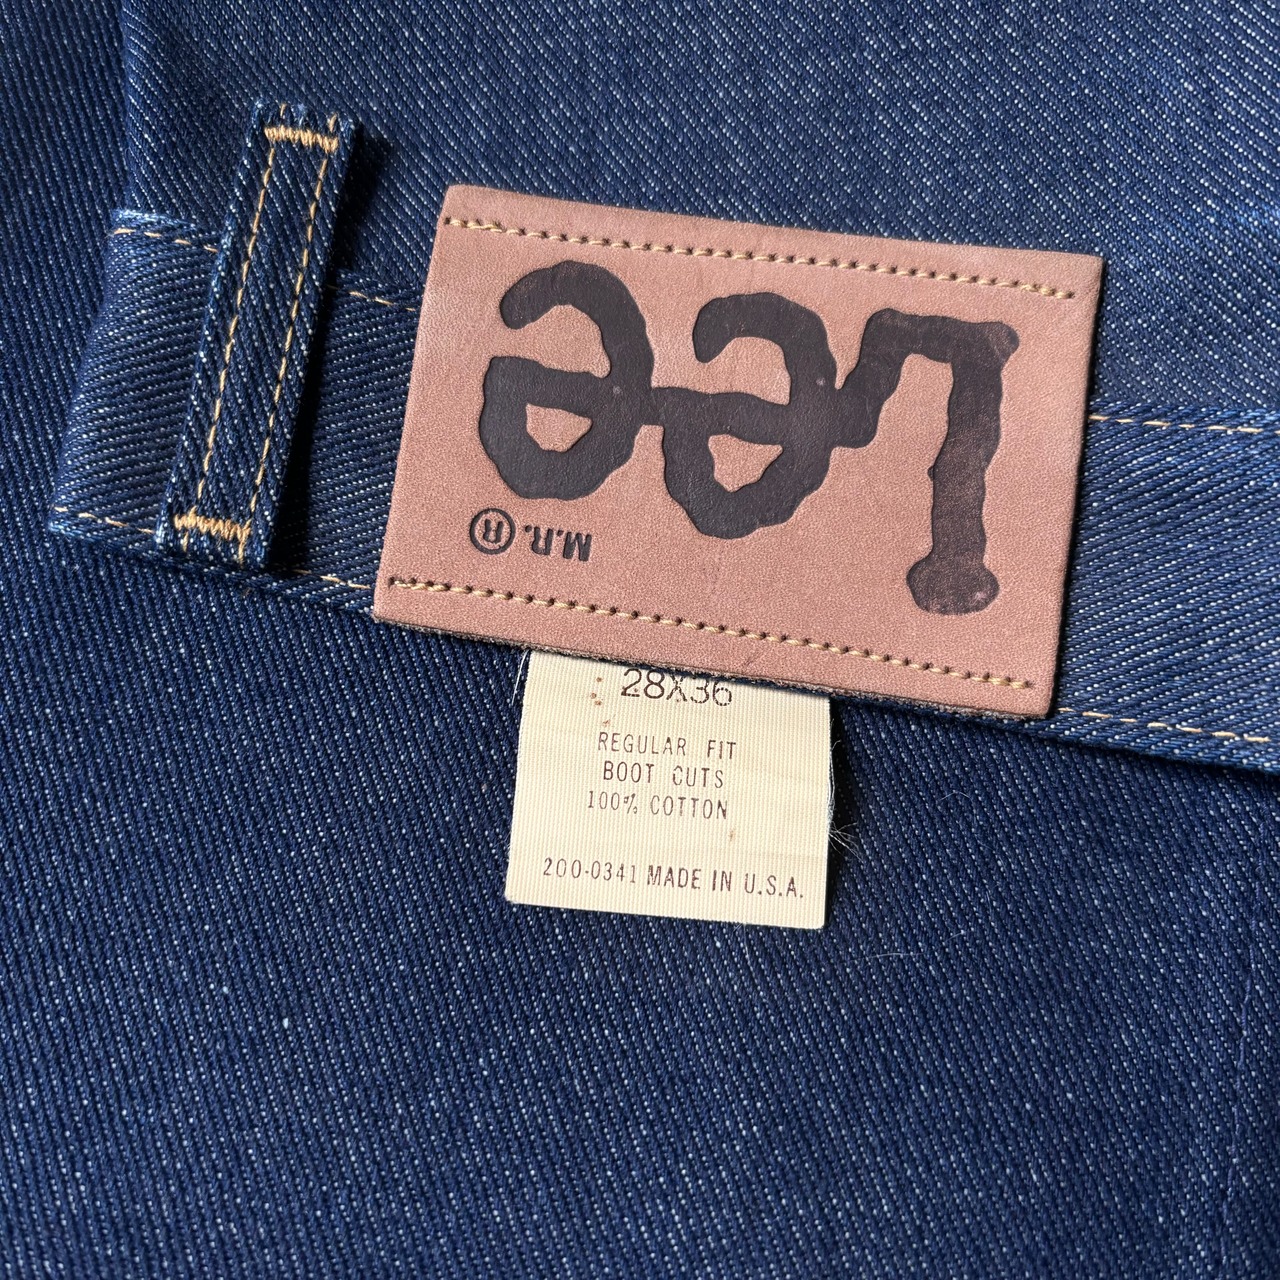 Lee
M.R. ®
28X36
REGULAR FIT
BOOT CUTS
100% COTTON
200-0341 MADE IN U.S.A.